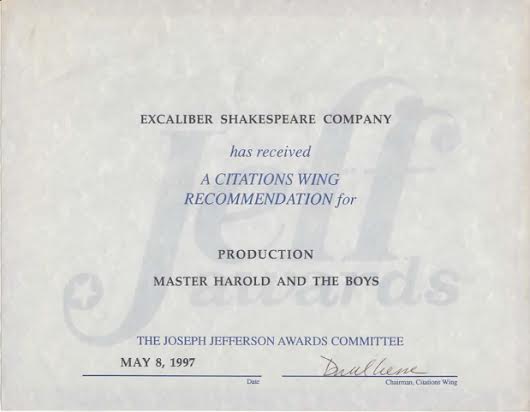 EXCALIBER SHAKESPEARE COMPANY
has received
A CITATIONS WING
RECOMMENDATION for
PRODUCTION
MASTER HAROLD AND THE BOYS
Jeff
awards
THE JOSEPH JEFFERSON AWARDS COMMITTEE
MAY 8, 1997
Date
Chairman, Citations Wing